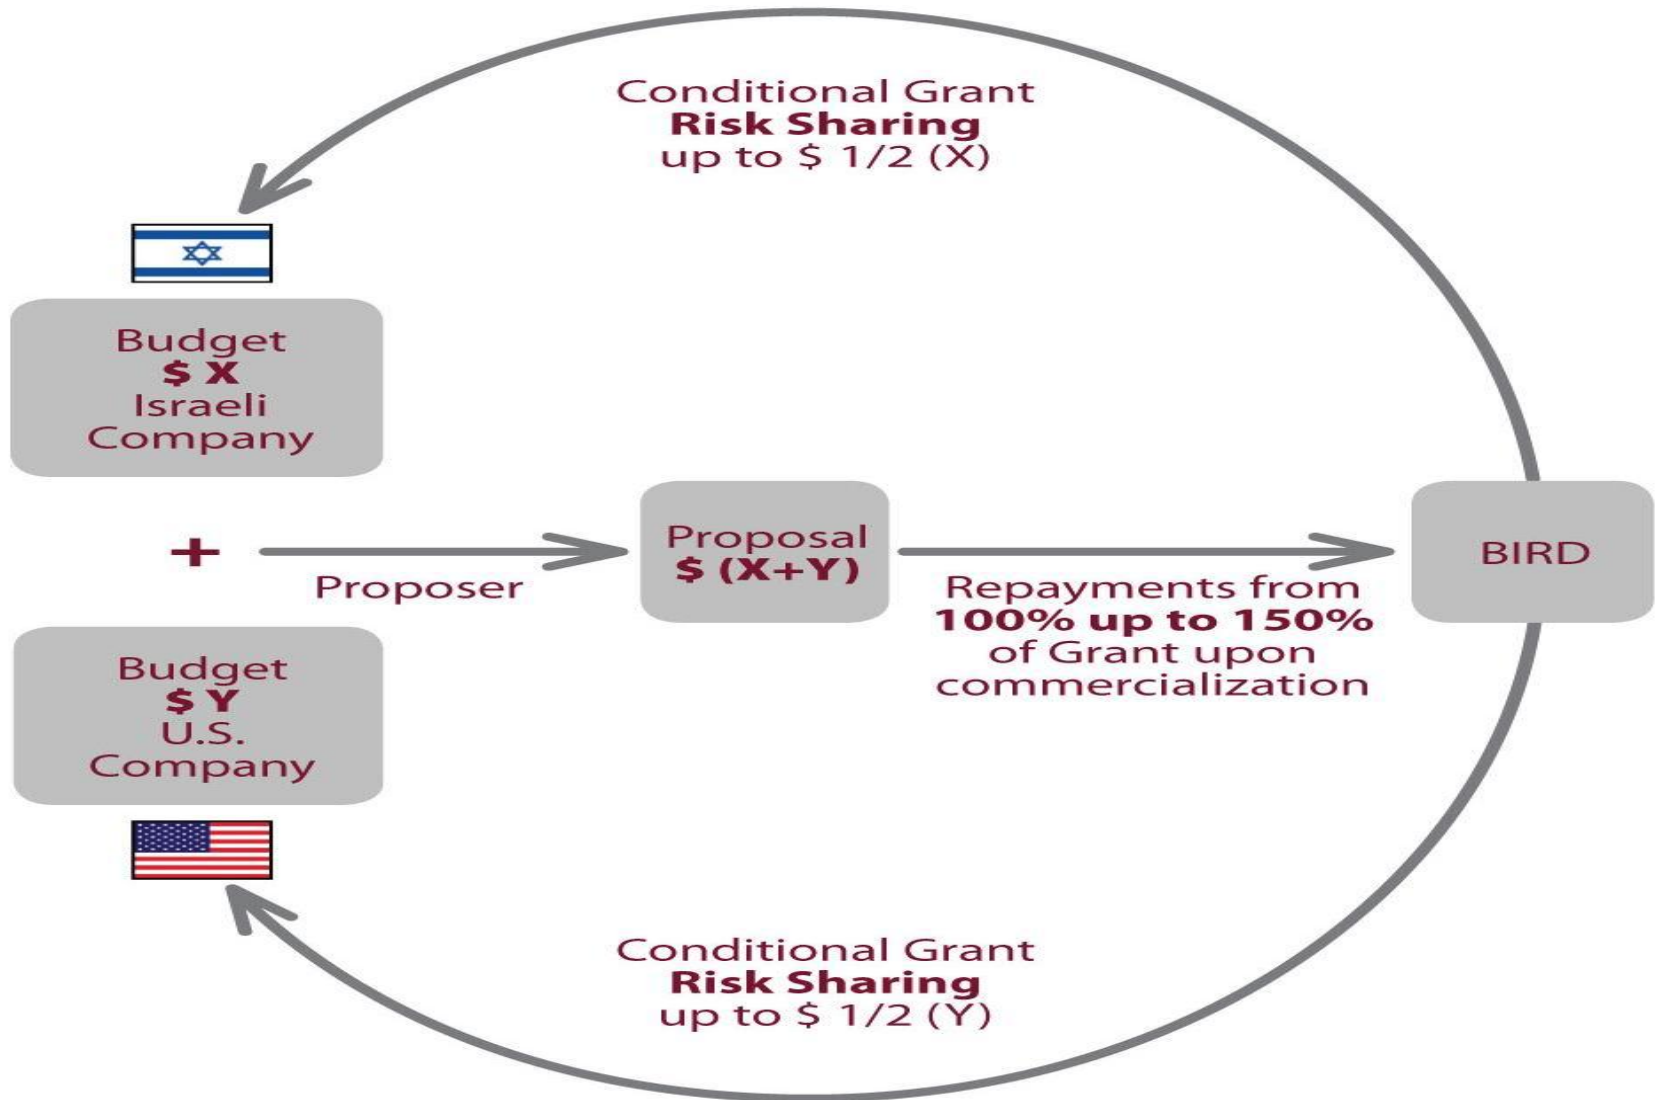 Conditional Grant
Risk Sharing
up to $ 1/2 (X)
Budget
$ X
Israeli
Company
+
Proposer
Proposal
$ (X+Y)
Repayments from
100% up to 150%
of Grant upon
commercialization
BIRD
Budget
$ Y
U.S.
Company
Conditional Grant
Risk Sharing
up to $ 1/2 (Y)